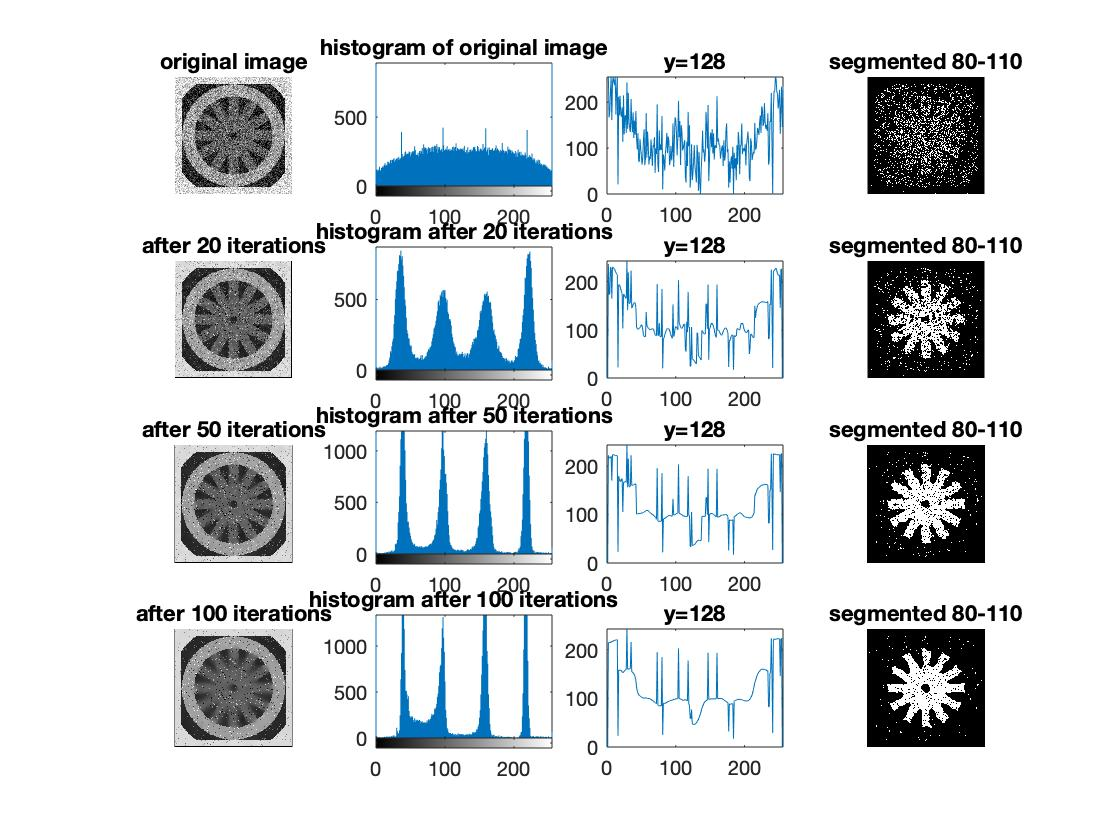 original image
histogram of original image
y=128
segmented 80-110
500
0
0 100 200
200
100
0
0 100 200
after 20 iterations
histogram after 20 iterations
y=128
segmented 80-110
500
0
0 100 200
200
100
0
0 100 200
after 50 iterations
histogram after 50 iterations
y=128
segmented 80-110
1000
500
0
0 100 200
200
100
0
0 100 200
after 100 iterations
histogram after 100 iterations
y=128
segmented 80-110
1000
500
0
0 100 200
200
100
0
0 100 200